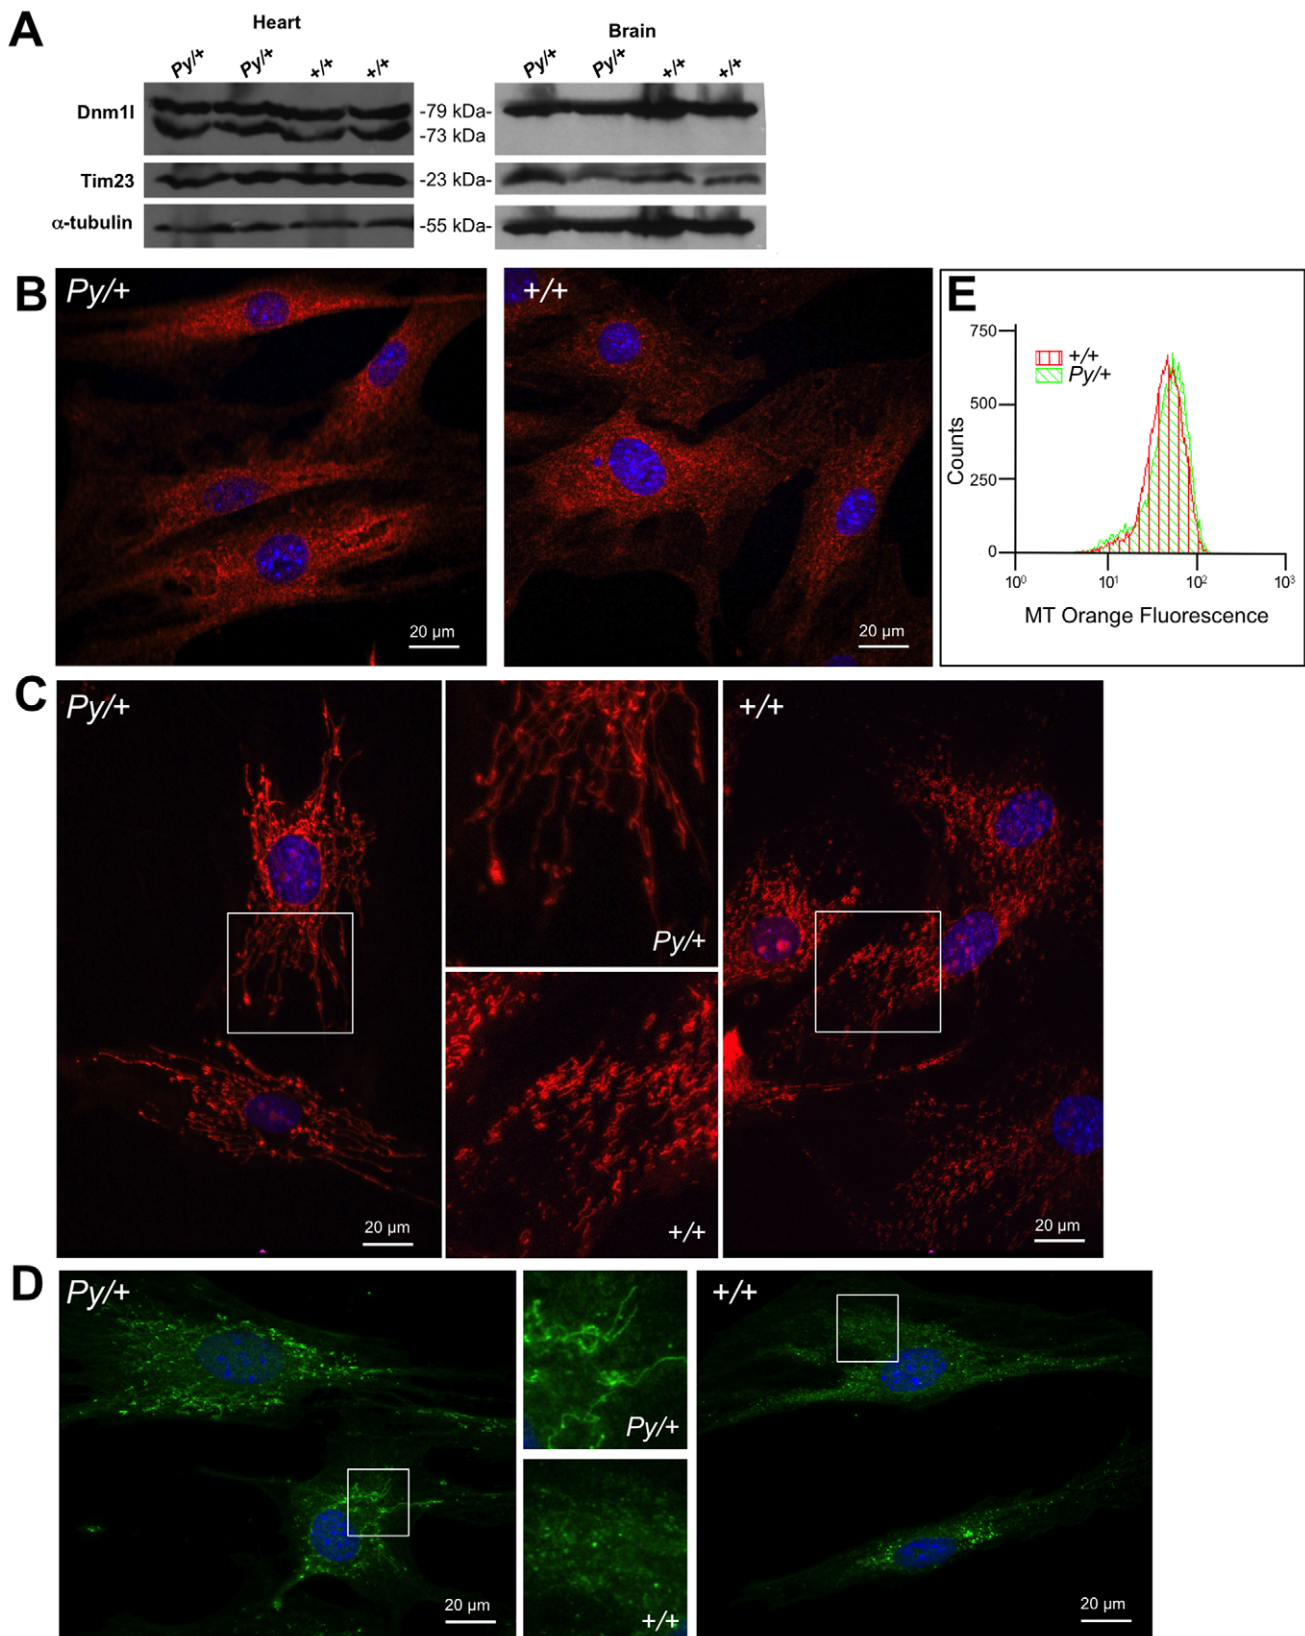 A
Heart
Brain
Py/+ Py/+ +/+ +/+
Py/+ Py/+ +/+ +/+
Dnm1l
-79 kDa-
-73 kDa
Tim23
-23 kDa-
α-tubulin
-55 kDa-
B
Py/+
20 µm
+/+
20 µm
E
750
500
250
0
Counts
+/+
Py/+
10⁰ 10¹ 10² 10³
MT Orange Fluorescence
C
Py/+
20 µm
Py/+
+/+
+/+
20 µm
D
Py/+
20 µm
Py/+
+/+
+/+
20 µm